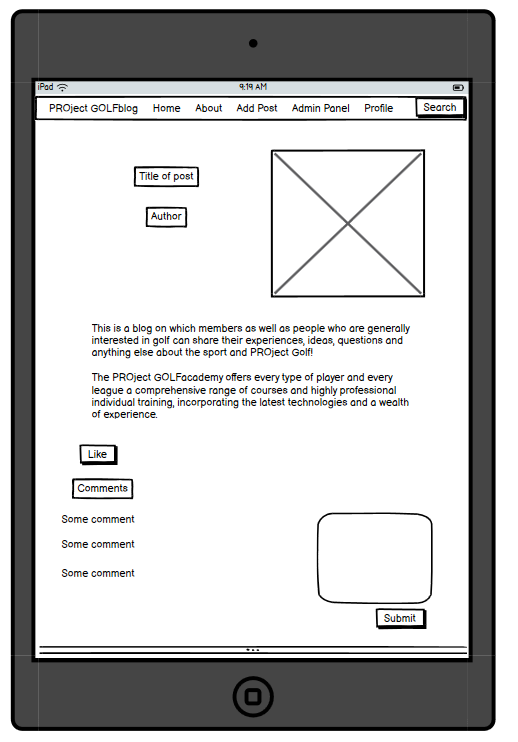 iPad 9:19 AM
PROject GOLFblog Home About Add Post Admin Panel Profile Search
Title of post
Author
This is a blog on which members as well as people who are generally
interested in golf can share their experiences, ideas, questions and
anything else about the sport and PROject Golf!
The PROject GOLFacademy offers every type of player and every
league a comprehensive range of courses and highly professional
individual training, incorporating the latest technologies and a wealth
of experience.
Like
Comments
Some comment
Some comment
Some comment
Submit